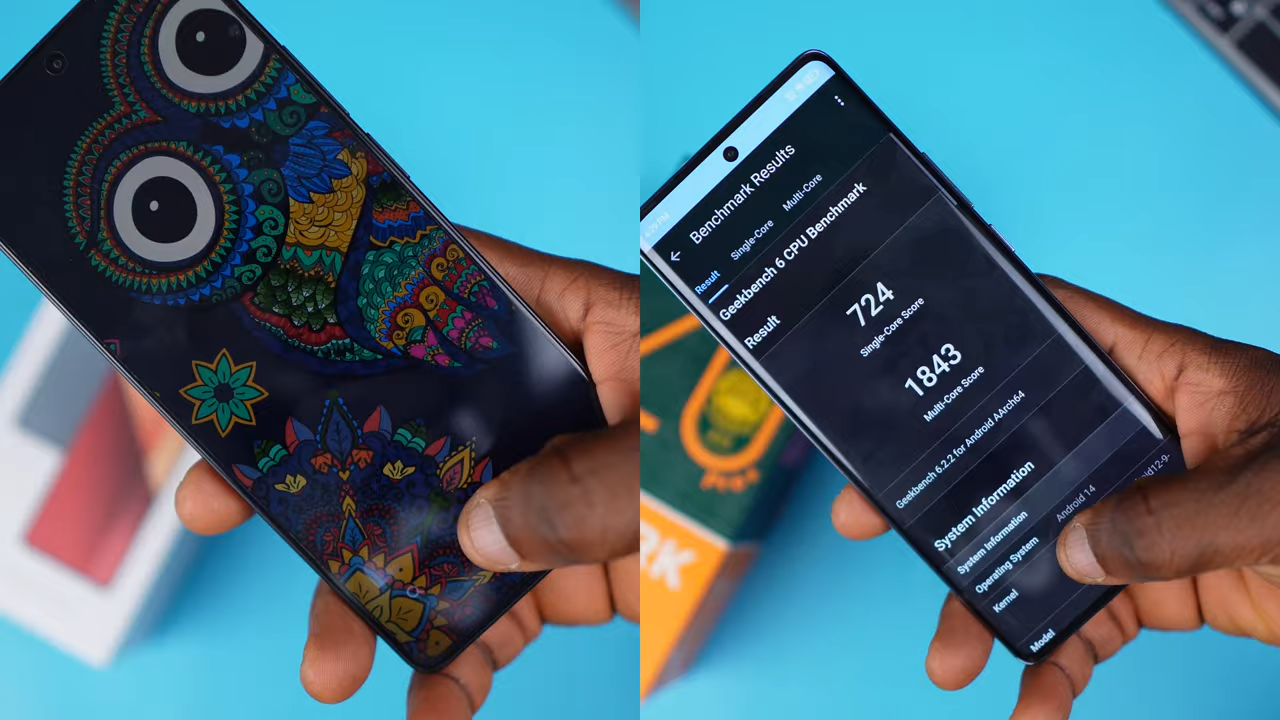 Benchmark Results
Result
Single-Core
Multi-Core
Geekbench 6 CPU Benchmark
Result
724
Single-Core Score
1843
Multi-Core Score
Geekbench 6.2.2 for Android AArch64
System Information
System Information
Operating System
Android 14
Kernel
Model